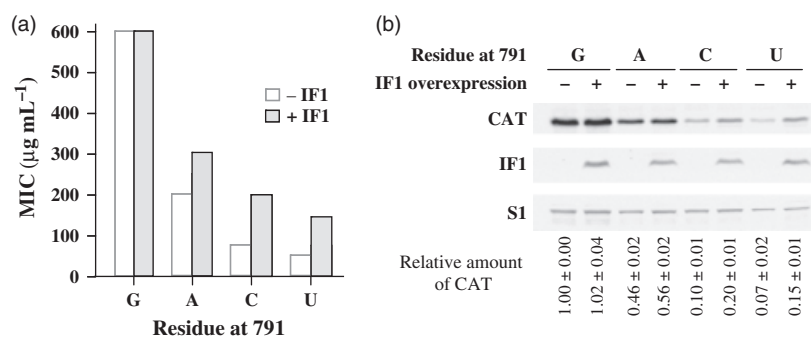 (a)
600
500
400
300
200
100
0
MIC (µg mL⁻¹)
– IF1
+ IF1
G A C U
Residue at 791
(b)
Residue at 791 G A C U
IF1 overexpression – + – + – + – +
CAT
IF1
S1
Relative amount
of CAT
1.00 ± 0.00
1.02 ± 0.04
0.46 ± 0.02
0.56 ± 0.02
0.10 ± 0.01
0.20 ± 0.01
0.07 ± 0.02
0.15 ± 0.01